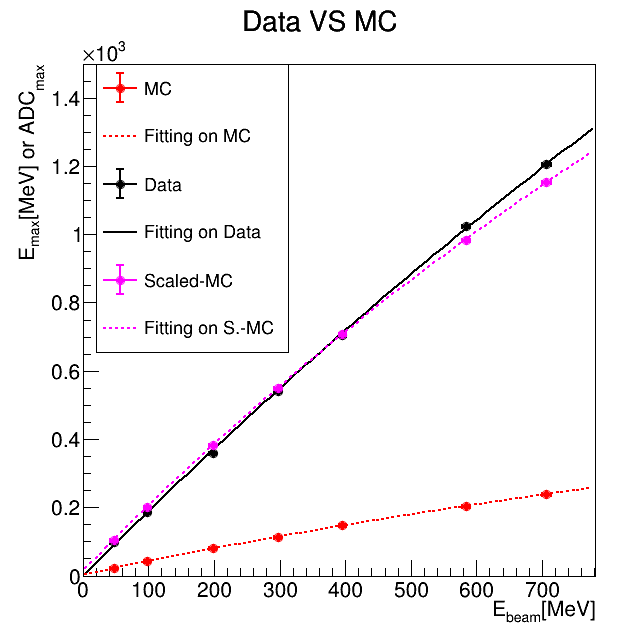 Data VS MC
×10³
E_max[MeV] or ADC_max
MC
Fitting on MC
Data
Fitting on Data
Scaled-MC
Fitting on S.-MC
1.4
1.2
1
0.8
0.6
0.4
0.2
0
0 100 200 300 400 500 600 700
E_beam[MeV]